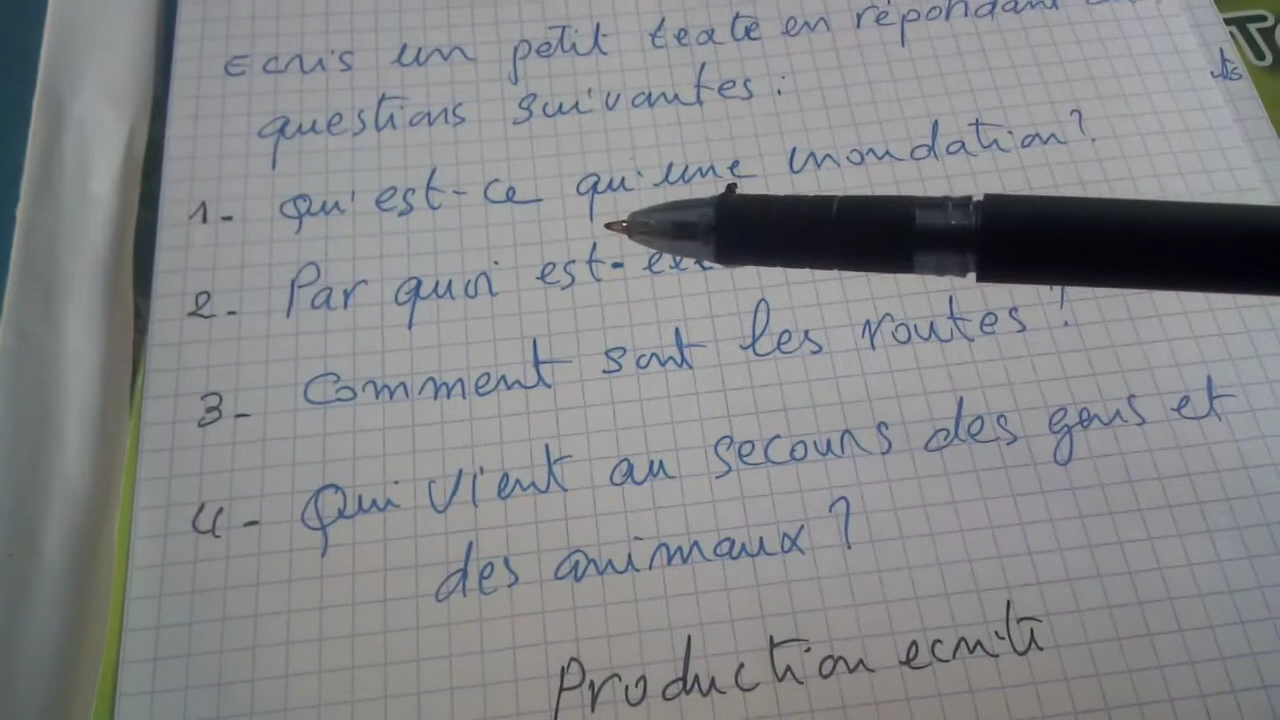 Ecris un petit texte en répondant
questions suivantes :
1- Qu'est-ce qu'une inondation?
2- Par quoi est-
3- Comment sont les routes ?
4- Qui vient au secours des gens et
des animaux ?
Production ecrite